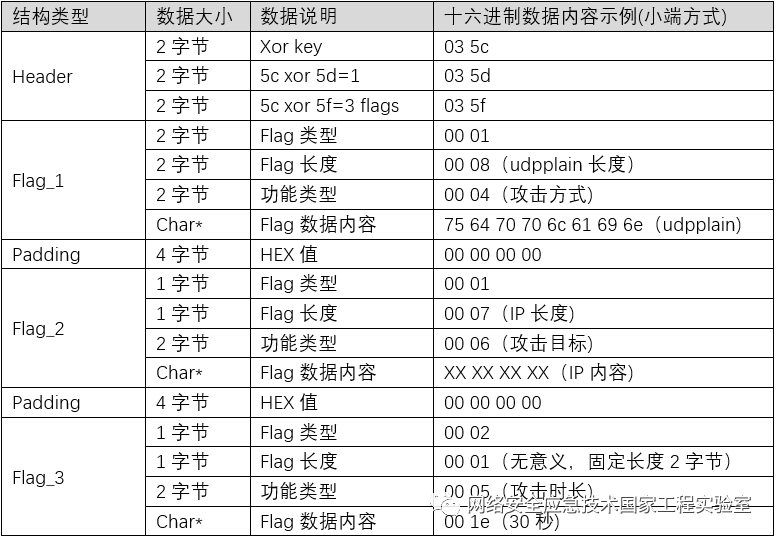 结构类型 数据大小 数据说明 十六进制数据内容示例(小端方式)
Header 2 字节 Xor key 03 5c
2 字节 5c xor 5d=1 03 5d
2 字节 5c xor 5f=3 flags 03 5f
Flag_1 2 字节 Flag 类型 00 01
2 字节 Flag 长度 00 08（udpplain 长度）
2 字节 功能类型 00 04（攻击方式)
Char* Flag 数据内容 75 64 70 70 6c 61 69 6e（udpplain)
Padding 4 字节 HEX 值 00 00 00 00
Flag_2 1 字节 Flag 类型 00 01
1 字节 Flag 长度 00 07（IP 长度)
2 字节 功能类型 00 06（攻击目标)
Char* Flag 数据内容 XX XX XX XX（IP 内容)
Padding 4 字节 HEX 值 00 00 00 00
Flag_3 1 字节 Flag 类型 00 02
1 字节 Flag 长度 00 01（无意义，固定长度 2 字节）
2 字节 功能类型 00 05（攻击时长)
Char* Flag 数据内容 00 1e（30 秒)
网络安全应急技术国家工程实验室